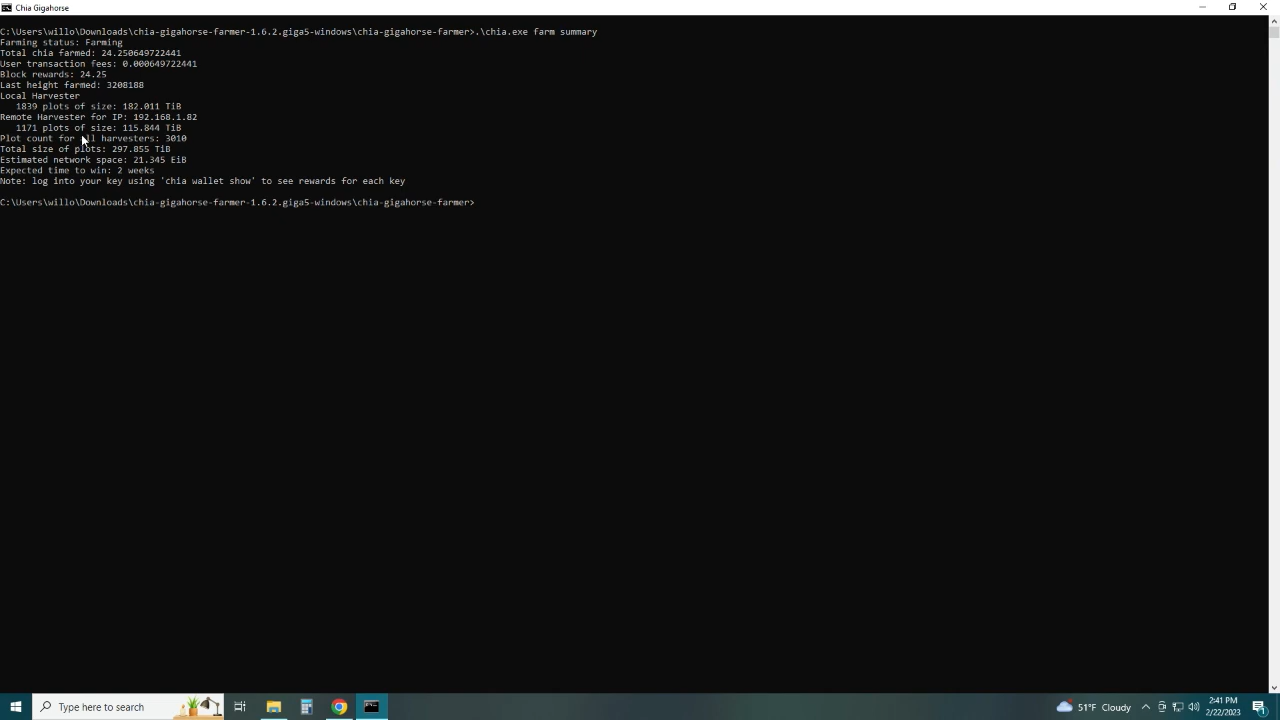 Chia Gigahorse
C:\Users\willo\Downloads\chia-gigahorse-farmer-1.6.2.giga5-windows\chia-gigahorse-farmer>.\chia.exe farm summary
Farming status: Farming
Total chia farmed: 24.250649722441
User transaction fees: 0.000649722441
Block rewards: 24.25
Last height farmed: 3208188
Local Harvester
1839 plots of size: 182.011 TiB
Remote Harvester for IP: 192.168.1.82
1171 plots of size: 115.844 TiB
Plot count for all harvesters: 3010
Total size of plots: 297.855 TiB
Estimated network space: 21.345 EiB
Expected time to win: 2 weeks
Note: log into your key using 'chia wallet show' to see rewards for each key
C:\Users\willo\Downloads\chia-gigahorse-farmer-1.6.2.giga5-windows\chia-gigahorse-farmer>
Type here to search
51°F Cloudy
2:41 PM
2/22/2023
1